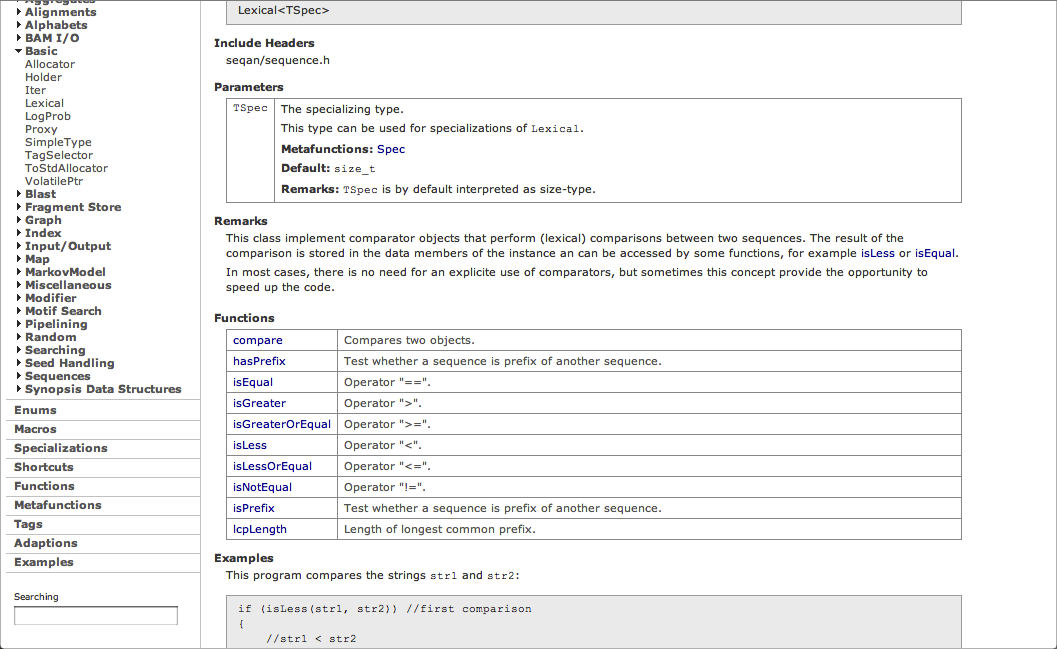 Aggregates
Alignments
Alphabets
BAM I/O
Basic
Allocator
Holder
Iter
Lexical
LogProb
Proxy
SimpleType
TagSelector
ToStdAllocator
VolatilePtr
Blast
Fragment Store
Graph
Index
Input/Output
Map
MarkovModel
Miscellaneous
Modifier
Motif Search
Pipelining
Random
Searching
Seed Handling
Sequences
Synopsis Data Structures
Enums
Macros
Specializations
Shortcuts
Functions
Metafunctions
Tags
Adaptions
Examples
Searching
Lexical<TSpec>
Include Headers
seqan/sequence.h
Parameters
TSpec The specializing type.
This type can be used for specializations of Lexical.
Metafunctions: Spec
Default: size_t
Remarks: TSpec is by default interpreted as size-type.
Remarks
This class implement comparator objects that perform (lexical) comparisons between two sequences. The result of the
comparison is stored in the data members of the instance an can be accessed by some functions, for example isLess or isEqual.
In most cases, there is no need for an explicite use of comparators, but sometimes this concept provide the opportunity to
speed up the code.
Functions
compare Compares two objects.
hasPrefix Test whether a sequence is prefix of another sequence.
isEqual Operator "==".
isGreater Operator ">".
isGreaterOrEqual Operator ">=".
isLess Operator "<".
isLessOrEqual Operator "<=".
isNotEqual Operator "!=".
isPrefix Test whether a sequence is prefix of another sequence.
lcpLength Length of longest common prefix.
Examples
This program compares the strings str1 and str2:
if (isLess(str1, str2)) //first comparison
{
//str1 < str2